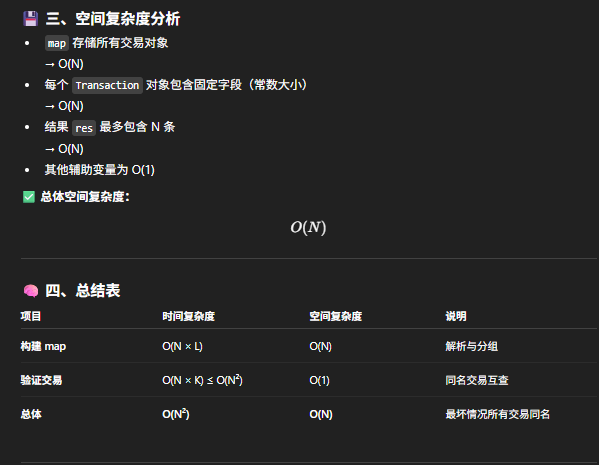 💾 三、空间复杂度分析
• map 存储所有交易对象
→ O(N)
• 每个 Transaction 对象包含固定字段（常数大小）
→ O(N)
• 结果 res 最多包含 N 条
→ O(N)
• 其他辅助变量为 O(1)
✅ 总体空间复杂度：
O(N)
🧠 四、总结表
项目 时间复杂度 空间复杂度 说明
构建 map O(N × L) O(N) 解析与分组
验证交易 O(N × K) ≤ O(N²) O(1) 同名交易互查
总体 O(N²) O(N) 最坏情况所有交易同名